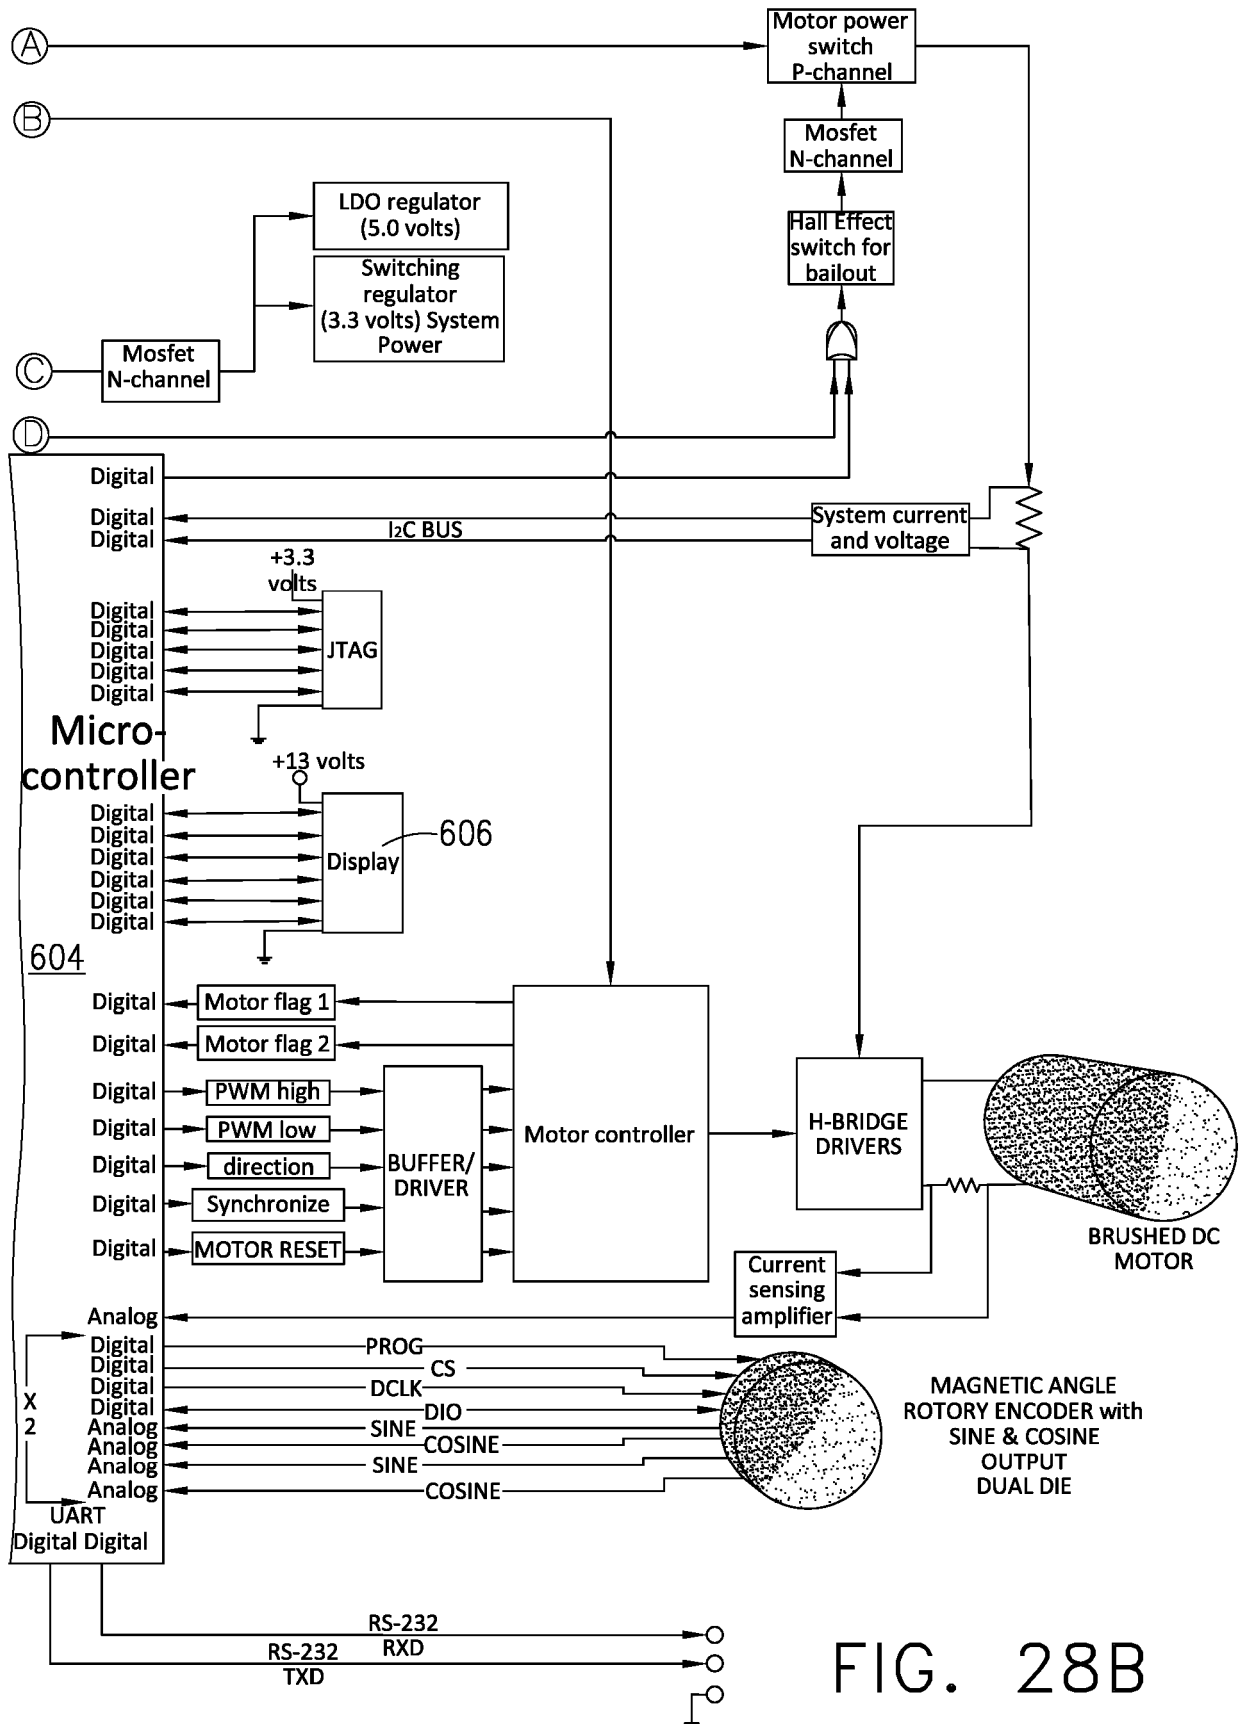 A
Motor power
switch
P-channel
B
Mosfet
N-channel
LDO regulator
(5.0 volts)
Hall Effect
switch for
bailout
Switching
regulator
(3.3 volts) System
Power
C
Mosfet
N-channel
D
Digital
Digital
Digital
I2C BUS
System current
and voltage
+3.3
volts
Digital
Digital
Digital
Digital
Digital
JTAG
Micro-
controller
+13 volts
Digital
Digital
Digital
Digital
Digital
Digital
Display
606
604
Digital
Motor flag 1
Digital
Motor flag 2
Digital
PWM high
Digital
PWM low
Digital
direction
Digital
Synchronize
Digital
MOTOR RESET
BUFFER/
DRIVER
Motor controller
H-BRIDGE
DRIVERS
BRUSHED DC
MOTOR
Current
sensing
amplifier
Analog
Digital
PROG
Digital
CS
Digital
DCLK
Digital
DIO
Analog
SINE
Analog
COSINE
Analog
SINE
Analog
COSINE
X
2
MAGNETIC ANGLE
ROTORY ENCODER with
SINE & COSINE
OUTPUT
DUAL DIE
UART
Digital Digital
RS-232
RXD
RS-232
TXD
FIG. 28B